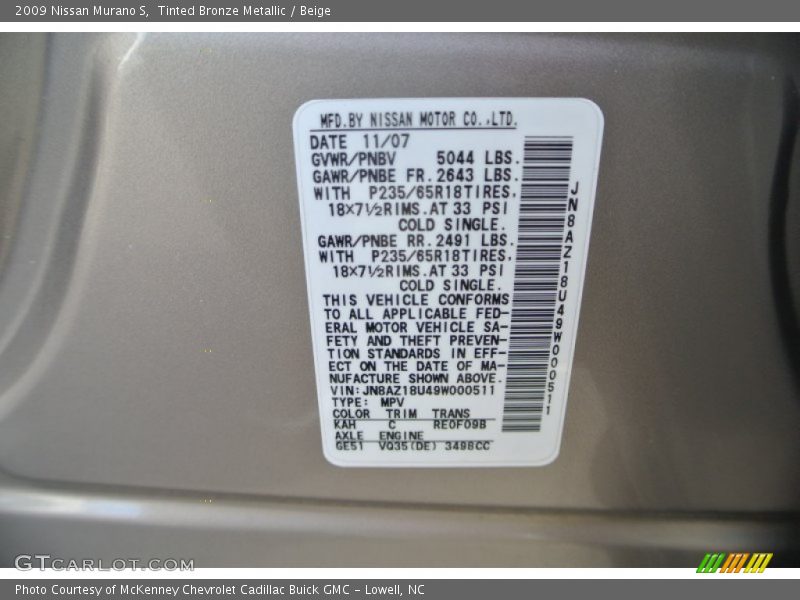 2009 Nissan Murano S, Tinted Bronze Metallic / Beige
MFD.BY NISSAN MOTOR CO.,LTD.
DATE 11/07
GVWR/PNBV 5044 LBS.
GAWR/PNBE FR. 2643 LBS.
WITH P235/65R18TIRES,
18×7½RIMS.AT 33 PSI
COLD SINGLE.
GAWR/PNBE RR. 2491 LBS.
WITH P235/65R18TIRES,
18×7½RIMS.AT 33 PSI
COLD SINGLE.
THIS VEHICLE CONFORMS
TO ALL APPLICABLE FED-
ERAL MOTOR VEHICLE SA-
FETY AND THEFT PREVEN-
TION STANDARDS IN EFF-
ECT ON THE DATE OF MA-
NUFACTURE SHOWN ABOVE.
VIN:JN8AZ18U49W000511
TYPE: MPV
COLOR TRIM TRANS
KAH C RE0F09B
AXLE ENGINE
GE51 VQ35(DE) 3498CC
JN8AZ18U49W000511
GTCARLOT.COM
Photo Courtesy of McKenney Chevrolet Cadillac Buick GMC - Lowell, NC